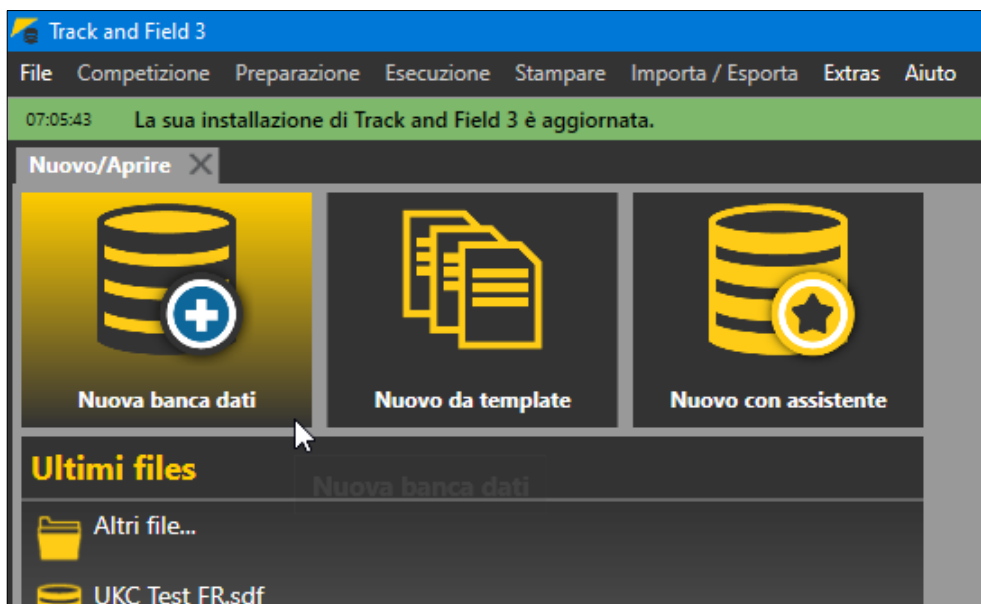 Track and Field 3
File Competizione Preparazione Esecuzione Stampare Importa / Esporta Extras Aiuto
07:05:43 La sua installazione di Track and Field 3 è aggiornata.
Nuovo/Aprire
Nuova banca dati Nuovo da template Nuovo con assistente
Ultimi files
Nuova banca dati
Altri file...
UKC Test FR.sdf